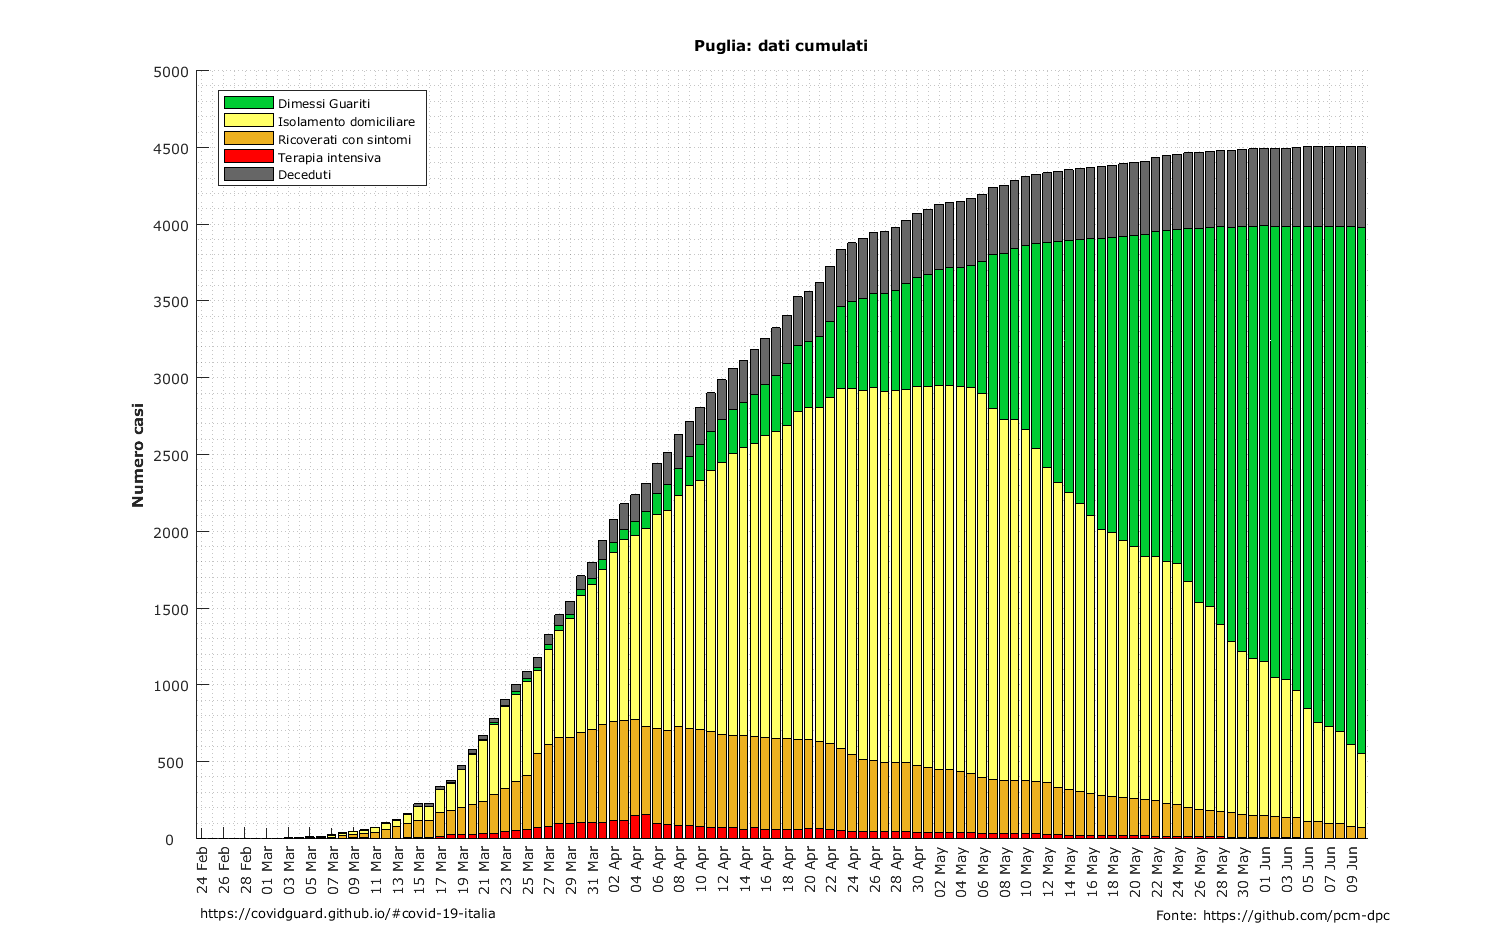 Puglia: dati cumulati
5000
4500
4000
3500
3000
2500
2000
1500
1000
500
0
Numero casi
Dimessi Guariti
Isolamento domiciliare
Ricoverati con sintomi
Terapia intensiva
Deceduti
24 Feb
26 Feb
28 Feb
01 Mar
03 Mar
05 Mar
07 Mar
09 Mar
11 Mar
13 Mar
15 Mar
17 Mar
19 Mar
21 Mar
23 Mar
25 Mar
27 Mar
29 Mar
31 Mar
02 Apr
04 Apr
06 Apr
08 Apr
10 Apr
12 Apr
14 Apr
16 Apr
18 Apr
20 Apr
22 Apr
24 Apr
26 Apr
28 Apr
30 Apr
02 May
04 May
06 May
08 May
10 May
12 May
14 May
16 May
18 May
20 May
22 May
24 May
26 May
28 May
30 May
01 Jun
03 Jun
05 Jun
07 Jun
09 Jun
https://covidguard.github.io/#covid-19-italia
Fonte: https://github.com/pcm-dpc